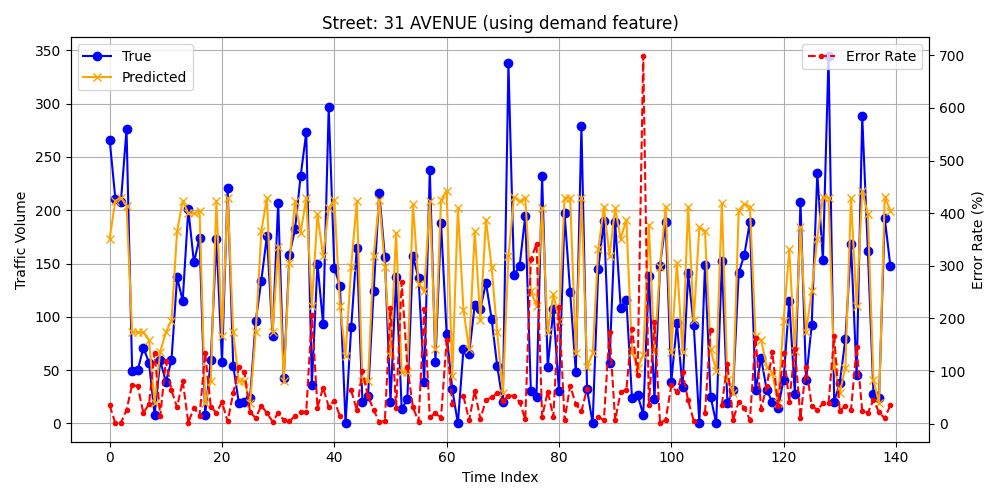 Street: 31 AVENUE (using demand feature)
True
Predicted
Error Rate
350
300
250
200
150
100
50
0
Traffic Volume
700
600
500
400
300
200
100
0
Error Rate (%)
0 20 40 60 80 100 120 140
Time Index